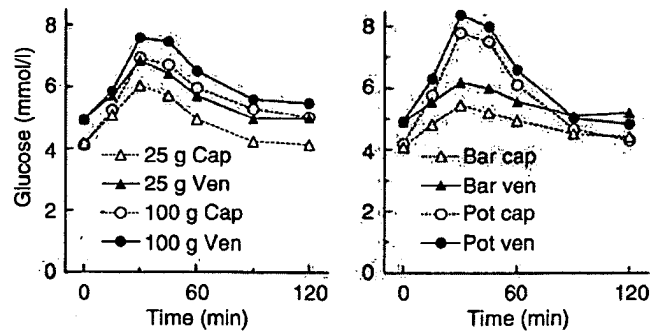 Glucose (mmol/l)
8
6
4
2
0
25 g Cap
25 g Ven
100 g Cap
100 g Ven
0 60 120
Time (min)
8
6
4
2
0
Bar cap
Bar ven
Pot cap
Pot ven
0 60 120
Time (min)